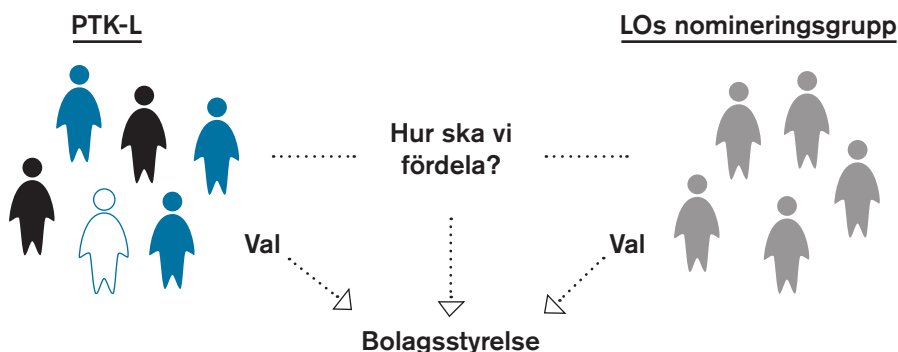 PTK-L
LOs nomineringsgrupp
Hur ska vi
fördela?
Val
Val
Bolagsstyrelse